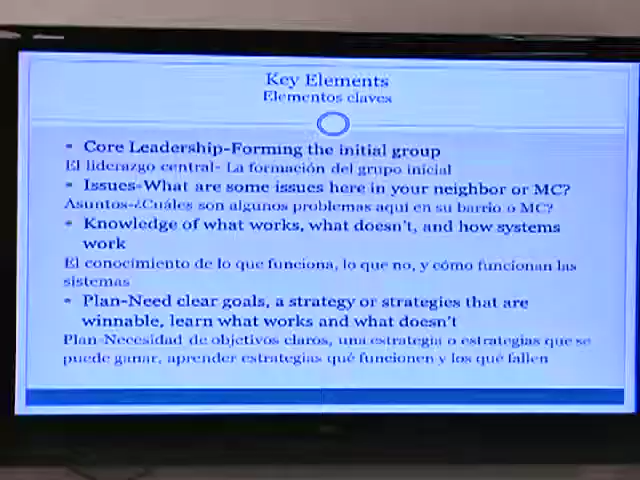 Key Elements
Elementos claves
• Core Leadership-Forming the initial group
El liderazgo central- La formación del grupo inicial
• Issues-What are some issues here in your neighbor or MC?
Asuntos-¿Cuáles son algunos problemas aquí en su barrio o MC?
• Knowledge of what works, what doesn't, and how systems
work
El conocimiento de lo que funciona, lo que no, y cómo funcionan las
sistemas
• Plan-Need clear goals, a strategy or strategies that are
winnable, learn what works and what doesn't
Plan-Necesidad de objetivos claros, una estrategia o estrategias que se
puede ganar, aprender estrategias qué funcionen y los qué fallen